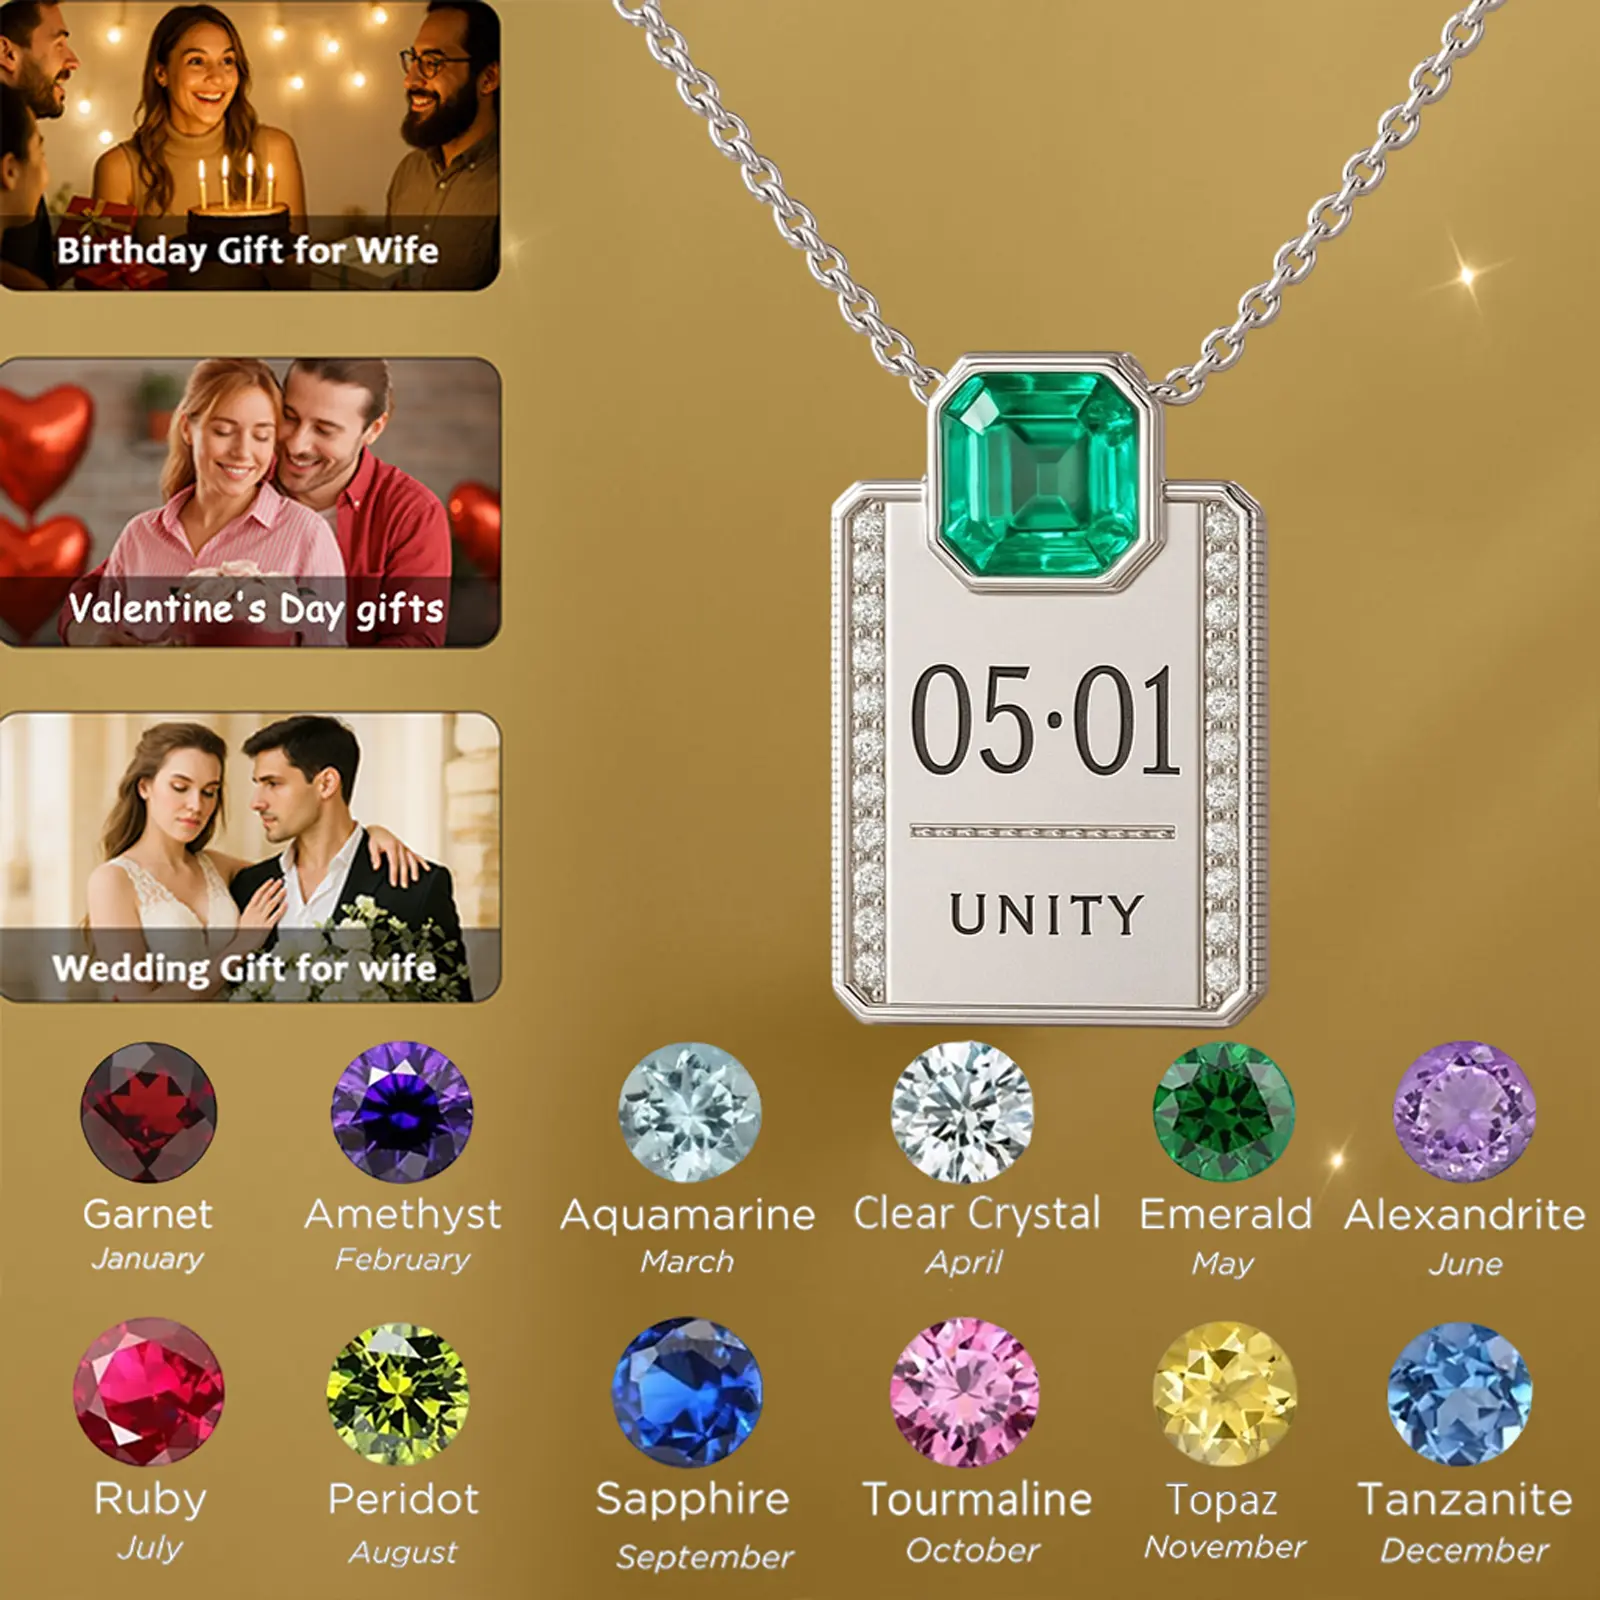 Birthday Gift for Wife
Valentine's Day gifts
Wedding Gift for wife
05·01
UNITY
Garnet
January
Amethyst
February
Aquamarine
March
Clear Crystal
April
Emerald
May
Alexandrite
June
Ruby
July
Peridot
August
Sapphire
September
Tourmaline
October
Topaz
November
Tanzanite
December